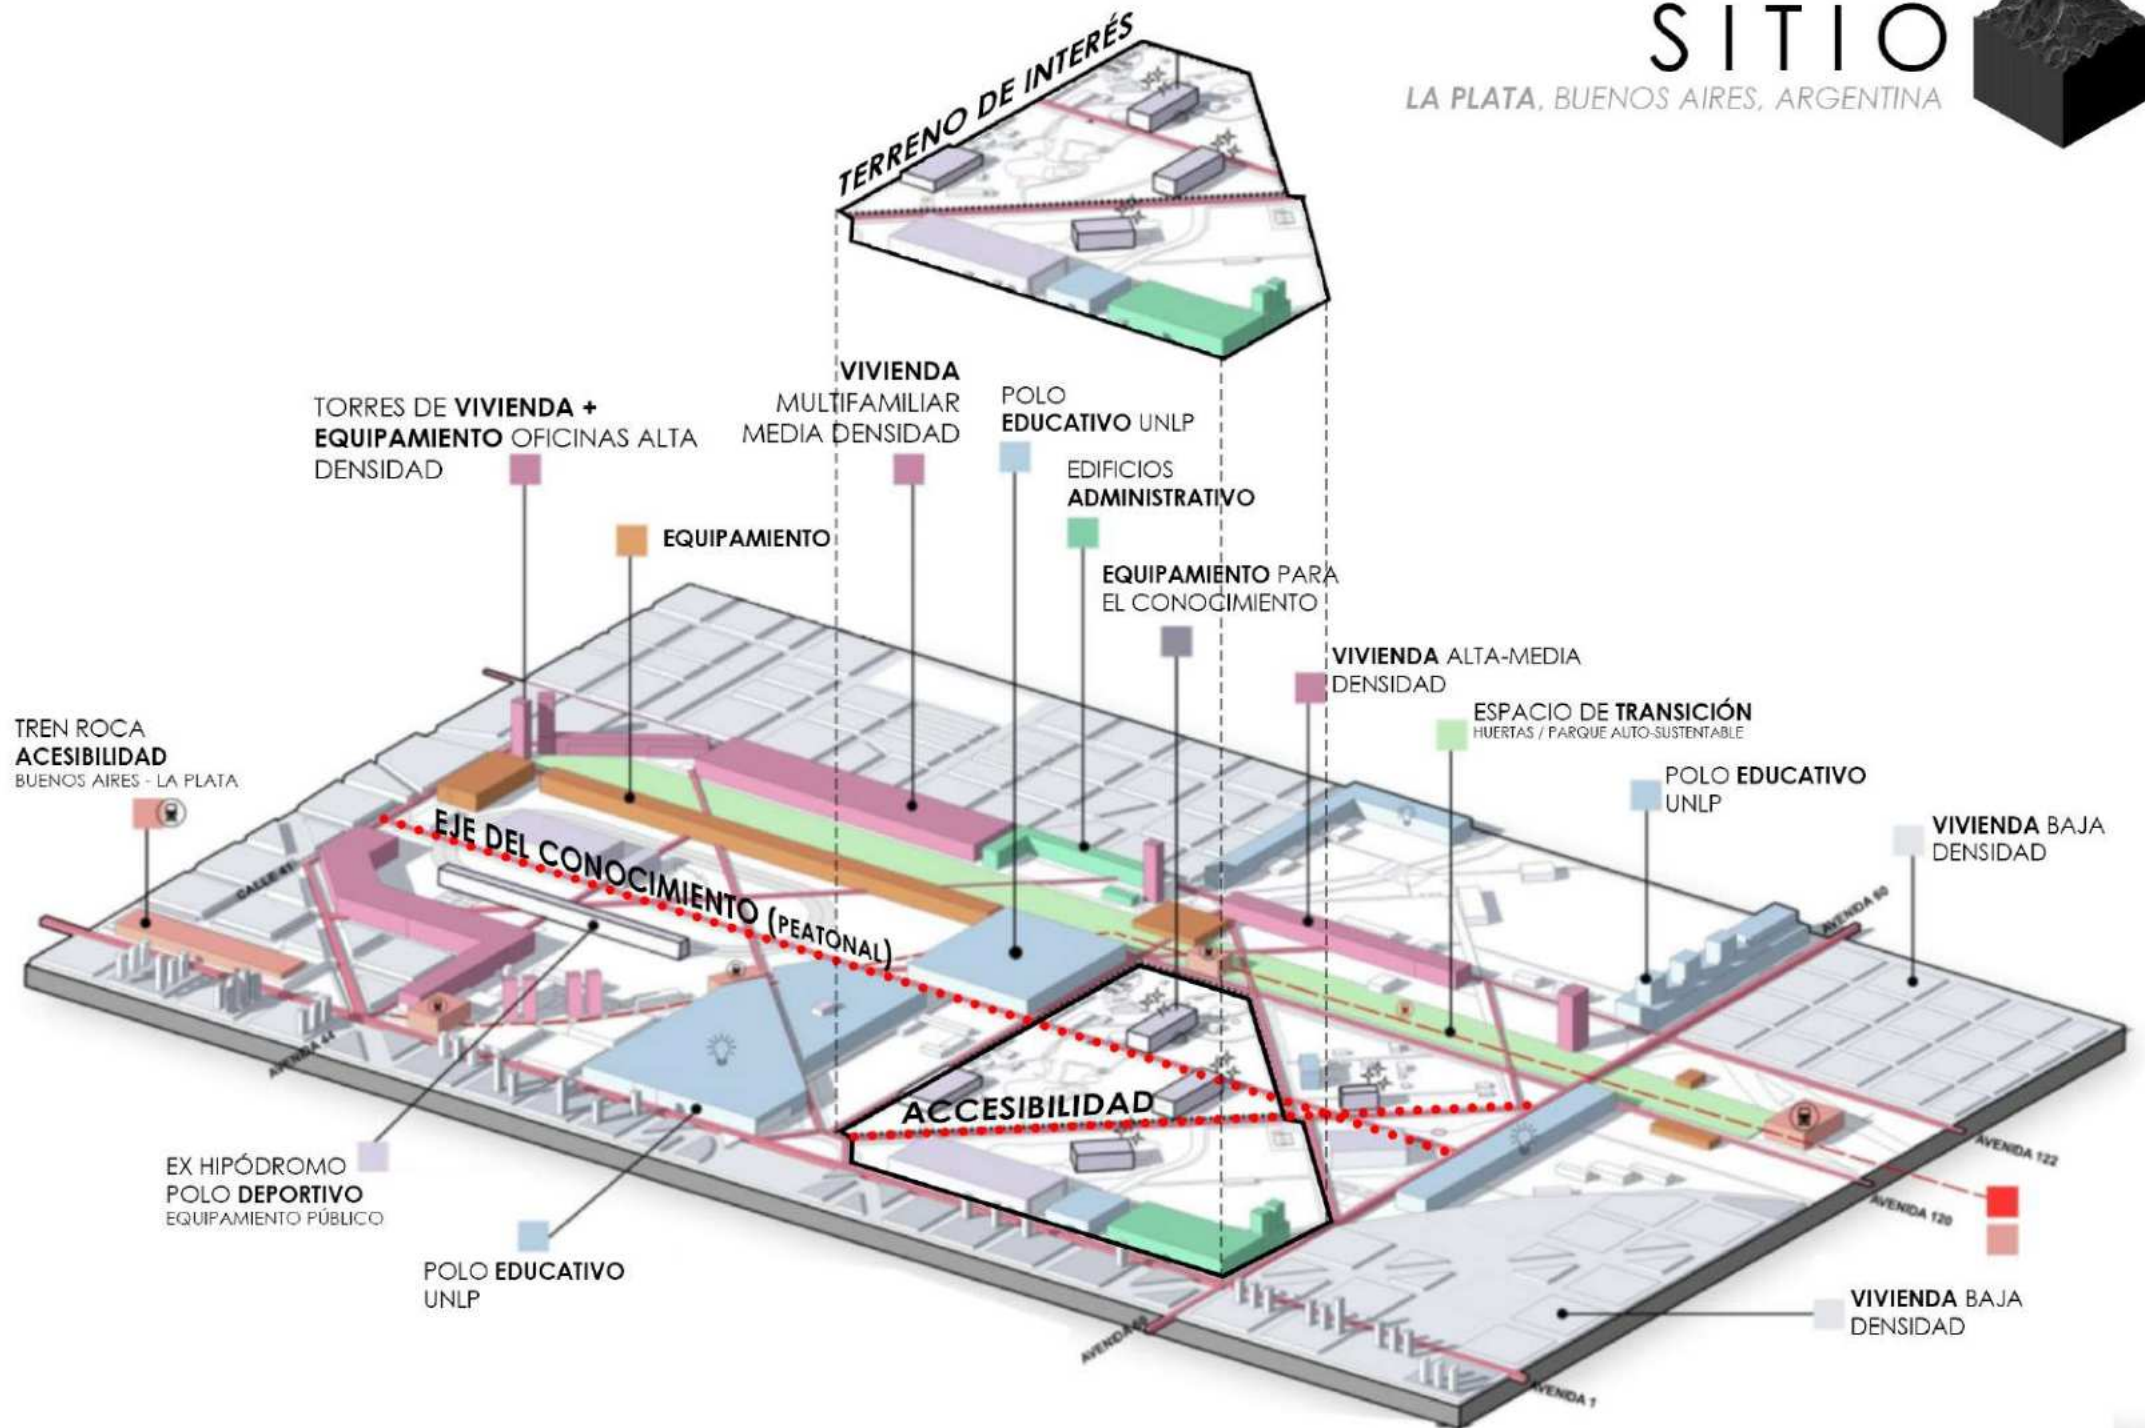 SITIO
LA PLATA, BUENOS AIRES, ARGENTINA
TERRENO DE INTERÉS
TORRES DE VIVIENDA +
EQUIPAMIENTO OFICINAS ALTA
DENSIDAD
VIVIENDA
MULTIFAMILIAR
MEDIA DENSIDAD
POLO
EDUCATIVO UNLP
EDIFICIOS
ADMINISTRATIVO
EQUIPAMIENTO
EQUIPAMIENTO PARA
EL CONOCIMIENTO
VIVIENDA ALTA-MEDIA
DENSIDAD
ESPACIO DE TRANSICIÓN
HUERTAS / PARQUE AUTO-SUSTENTABLE
TREN ROCA
ACESIBILIDAD
BUENOS AIRES - LA PLATA
POLO EDUCATIVO
UNLP
VIVIENDA BAJA
DENSIDAD
EJE DEL CONOCIMIENTO (PEATONAL)
CALLE 41
AVENIDA 60
AVENIDA 44
ACCESIBILIDAD
AVENIDA 122
EX HIPÓDROMO
POLO DEPORTIVO
EQUIPAMIENTO PÚBLICO
AVENIDA 120
POLO EDUCATIVO
UNLP
VIVIENDA BAJA
DENSIDAD
AVENIDA 60
AVENIDA 1